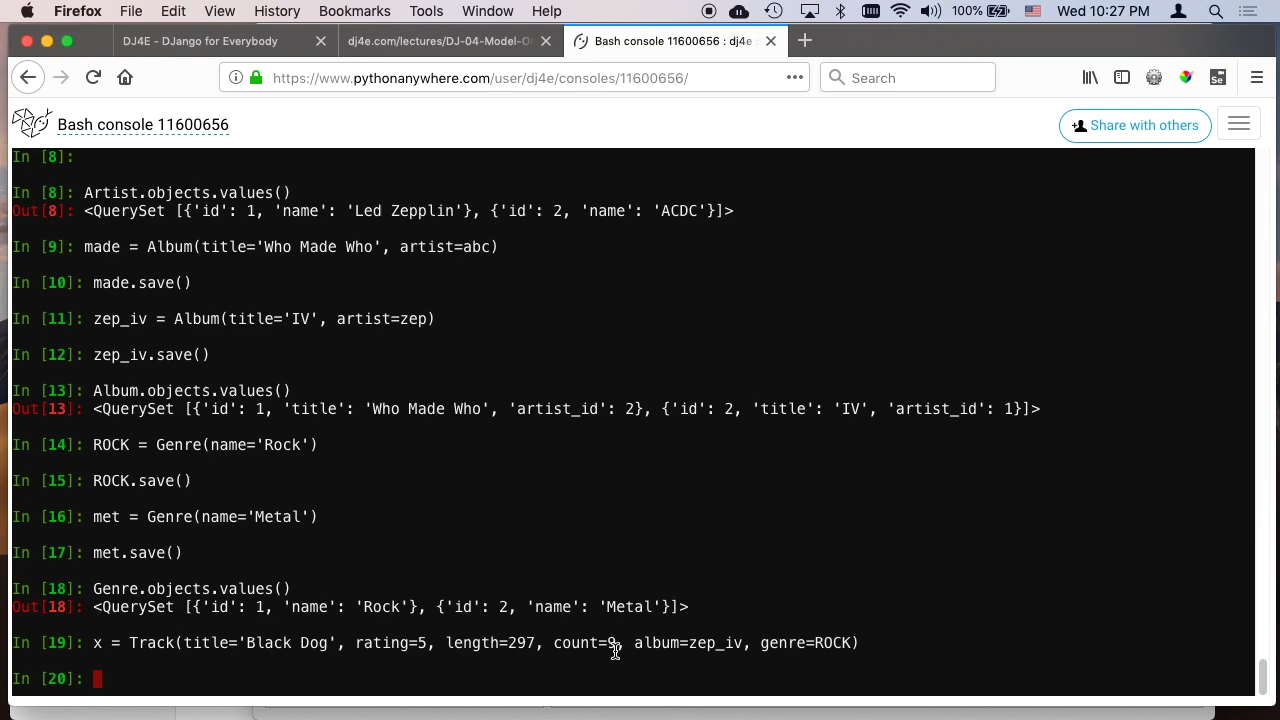 Firefox File Edit View History Bookmarks Tools Window Help 100% Wed 10:27 PM
DJ4E - DJango for Everybody dj4e.com/lectures/DJ-04-Model-O Bash console 11600656 : dj4e :
https://www.pythonanywhere.com/user/dj4e/consoles/11600656/ Search Se
Bash console 11600656 Share with others
In [8]:
In [8]: Artist.objects.values()
Out[8]: <QuerySet [{'id': 1, 'name': 'Led Zepplin'}, {'id': 2, 'name': 'ACDC'}]>
In [9]: made = Album(title='Who Made Who', artist=abc)
In [10]: made.save()
In [11]: zep_iv = Album(title='IV', artist=zep)
In [12]: zep_iv.save()
In [13]: Album.objects.values()
Out[13]: <QuerySet [{'id': 1, 'title': 'Who Made Who', 'artist_id': 2}, {'id': 2, 'title': 'IV', 'artist_id': 1}]>
In [14]: ROCK = Genre(name='Rock')
In [15]: ROCK.save()
In [16]: met = Genre(name='Metal')
In [17]: met.save()
In [18]: Genre.objects.values()
Out[18]: <QuerySet [{'id': 1, 'name': 'Rock'}, {'id': 2, 'name': 'Metal'}]>
In [19]: x = Track(title='Black Dog', rating=5, length=297, count=9, album=zep_iv, genre=ROCK)
In [20]: